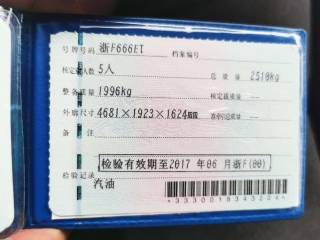 号牌号码 浙F666ET 档案编号
核定载人数 5人 总质量 2510kg
整备质量 1996kg 核定载质量
外廓尺寸 4681×1923×1624mm 准牵引总质量
备注
检验有效期至2017年06月浙F(00)
检验记录
汽油